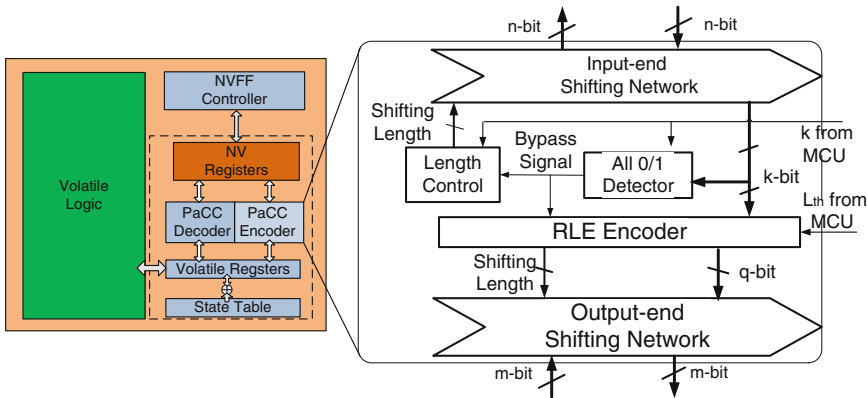 NVFF
Controller
NV
Registers
Volatile
Logic
PaCC
Decoder
PaCC
Encoder
Volatile Regsters
State Table
n-bit
n-bit
Input-end
Shifting Network
Shifting
Length
Bypass
Signal
k from
MCU
Length
Control
All 0/1
Detector
k-bit
Lth from
MCU
RLE Encoder
Shifting
Length
q-bit
Output-end
Shifting Network
m-bit
m-bit